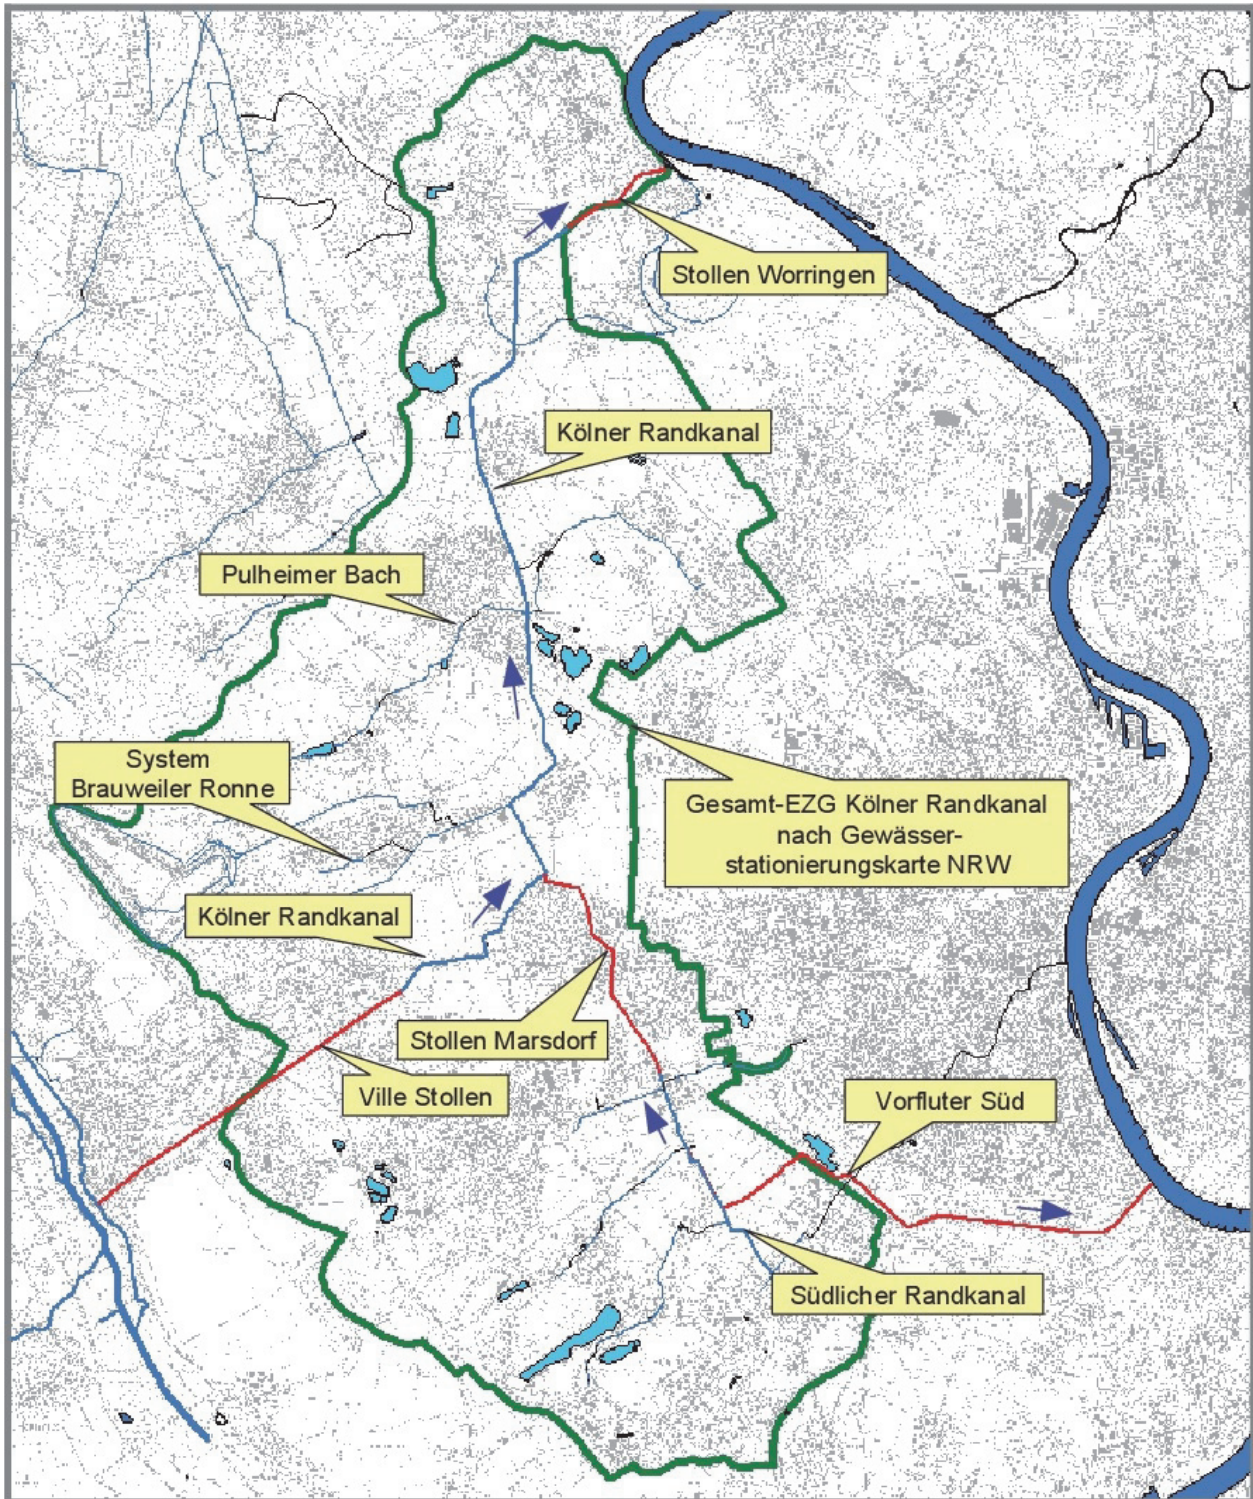 Stollen Worringen
Kölner Randkanal
Pulheimer Bach
System
Brauweiler Ronne
Gesamt-EZG Kölner Randkanal
nach Gewässer-
stationierungskarte NRW
Kölner Randkanal
Stollen Marsdorf
Ville Stollen
Vorfluter Süd
Südlicher Randkanal